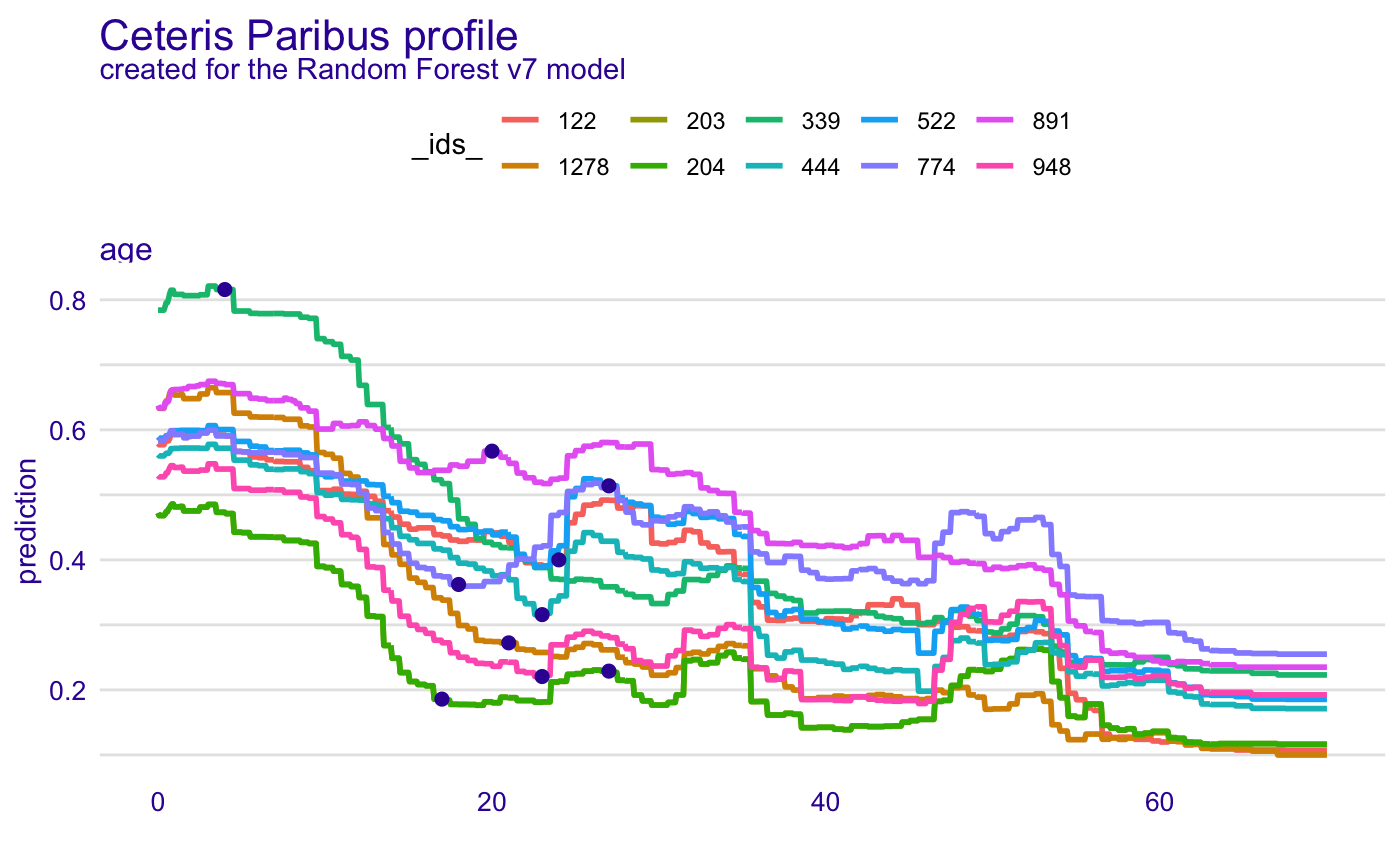 Ceteris Paribus profile
created for the Random Forest v7 model
_ids_
122 203 339 522 891
1278 204 444 774 948
age
prediction
0.8
0.6
0.4
0.2
0 20 40 60